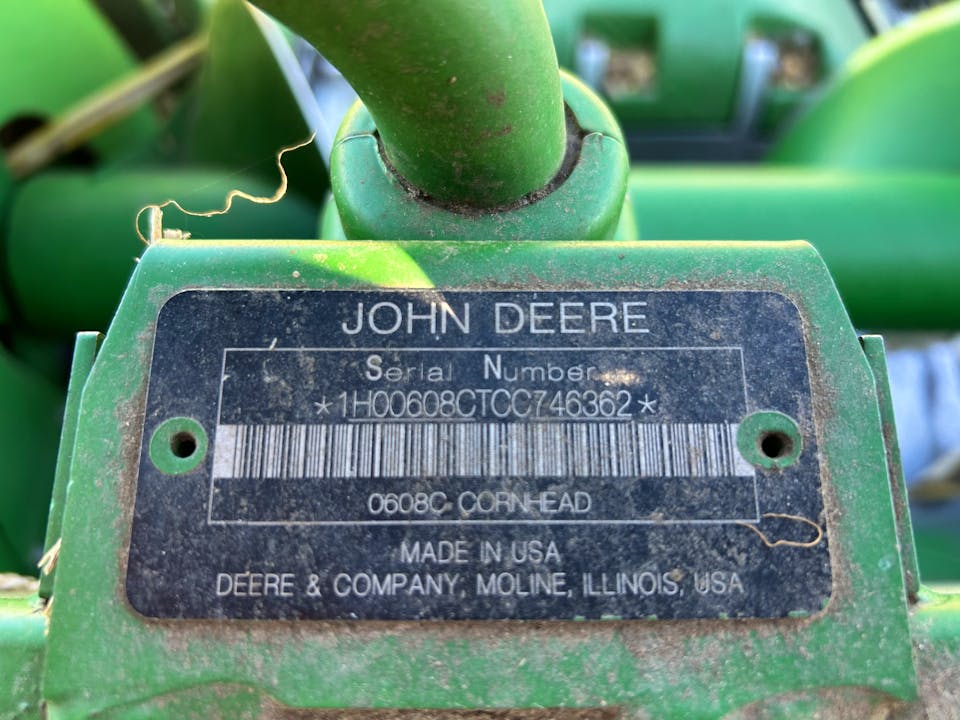 JOHN DEERE
Serial Number
*1H00608CTCC746362*
0608C CORNHEAD
MADE IN USA
DEERE & COMPANY, MOLINE, ILLINOIS, USA